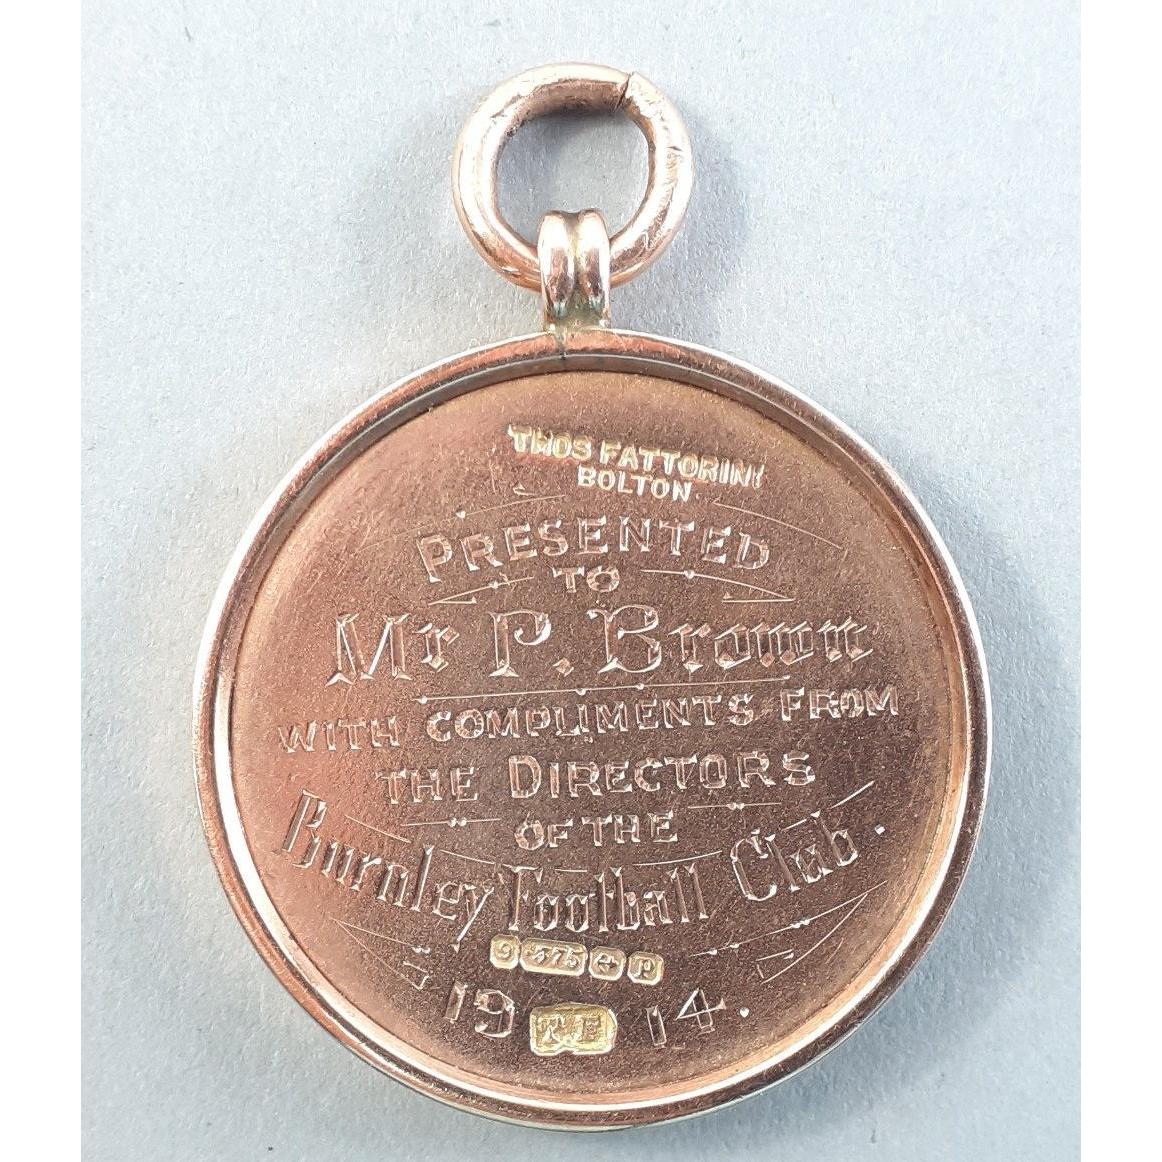 THOS FATTORINI
BOLTON
PRESENTED
TO
Mr P. Brown
WITH COMPLIMENTS FROM
THE DIRECTORS
OF THE
Burnley Football Club.
9 .375 P
19 T.F 14.